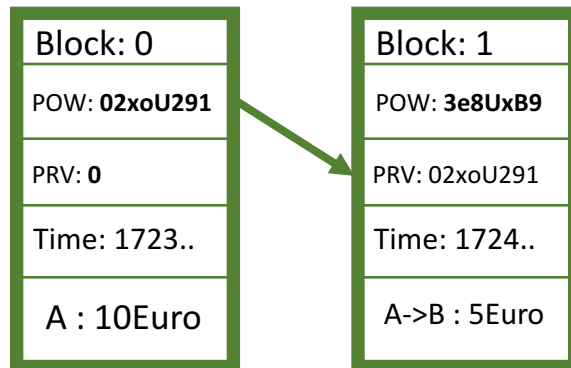 Block: 0
POW: 02xoU291
PRV: 0
Time: 1723..
A : 10Euro
Block: 1
POW: 3e8UxB9
PRV: 02xoU291
Time: 1724..
A->B : 5Euro